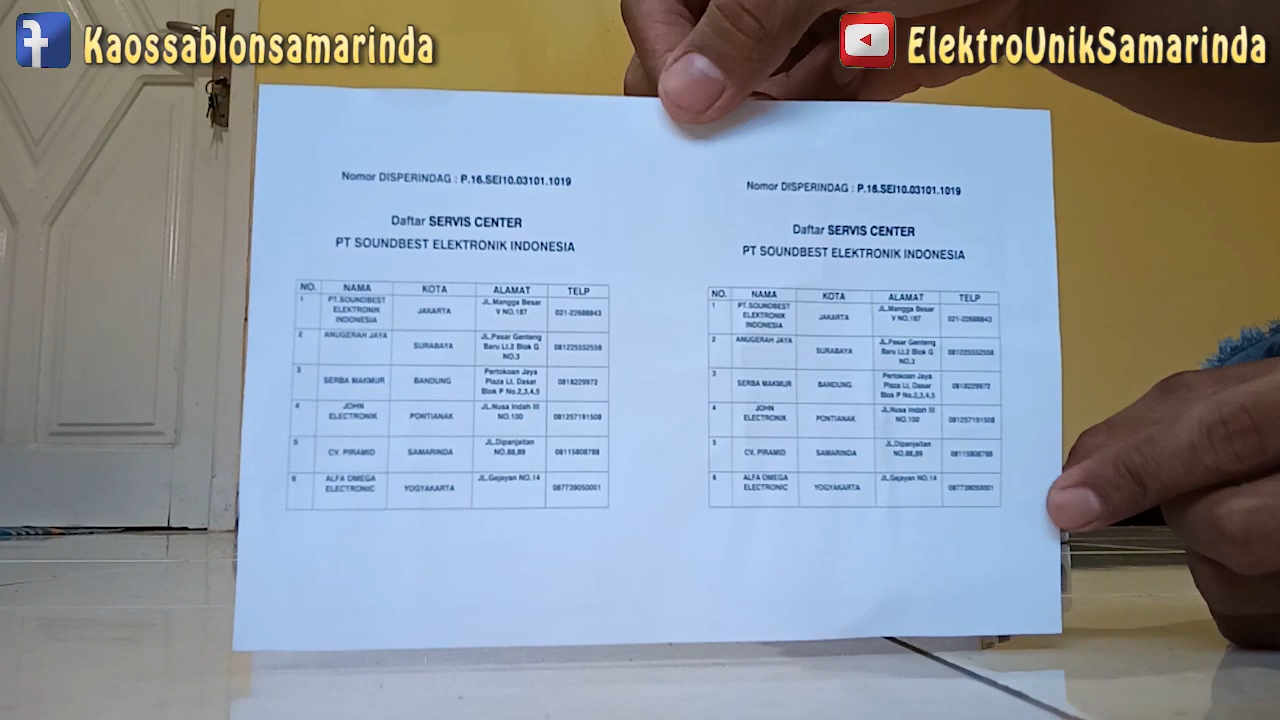 Kaossablonsamarinda
ElektroUnikSamarinda
Nomor DISPERINDAG : P.16.SEI10.03101.1019
Daftar SERVIS CENTER
PT SOUNDBEST ELEKTRONIK INDONESIA
NO. NAMA KOTA ALAMAT TELP
1 PT.SOUNDBEST ELEKTRONIK INDONESIA JAKARTA JL.Mangga Besar V NO.187 021-22688843
2 ANUGERAH JAYA SURABAYA JL.Pasar Genteng Baru Lt.2 Blok G NO.3 081225552558
3 SERBA MAKMUR BANDUNG Pertokoan Jaya Plaza Lt. Dasar Blok P No.2,3,4,5 0818229972
4 JOHN ELECTRONIK PONTIANAK JL.Nusa Indah III NO.100 081257191508
5 CV. PIRAMID SAMARINDA JL.Dipanjaitan NO.88,89 08115808788
6 ALFA OMEGA ELECTRONIC YOGYAKARTA JL.Gejayan NO.14 087739050001
Nomor DISPERINDAG : P.16.SEI10.03101.1019
Daftar SERVIS CENTER
PT SOUNDBEST ELEKTRONIK INDONESIA
NO. NAMA KOTA ALAMAT TELP
1 PT.SOUNDBEST ELEKTRONIK INDONESIA JAKARTA JL.Mangga Besar V NO.187 021-22688843
2 ANUGERAH JAYA SURABAYA JL.Pasar Genteng Baru Lt.2 Blok G NO.3 081225552558
3 SERBA MAKMUR BANDUNG Pertokoan Jaya Plaza Lt. Dasar Blok P No.2,3,4,5 0818229972
4 JOHN ELECTRONIK PONTIANAK JL.Nusa Indah III NO.100 081257191508
5 CV. PIRAMID SAMARINDA JL.Dipanjaitan NO.88,89 08115808788
6 ALFA OMEGA ELECTRONIC YOGYAKARTA JL.Gejayan NO.14 087739050001